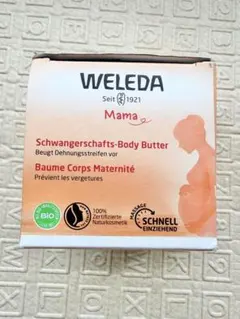 WELEDA
Seit 1921
Mama
Schwangerschafts-Body Butter
Beugt Dehnungsstreifen vor
Baume Corps Maternité
Prévient les vergetures
BIO
100%
Zertifizierte
Naturkosmetik
MASSAGE
SCHNELL
EINZIEHEND